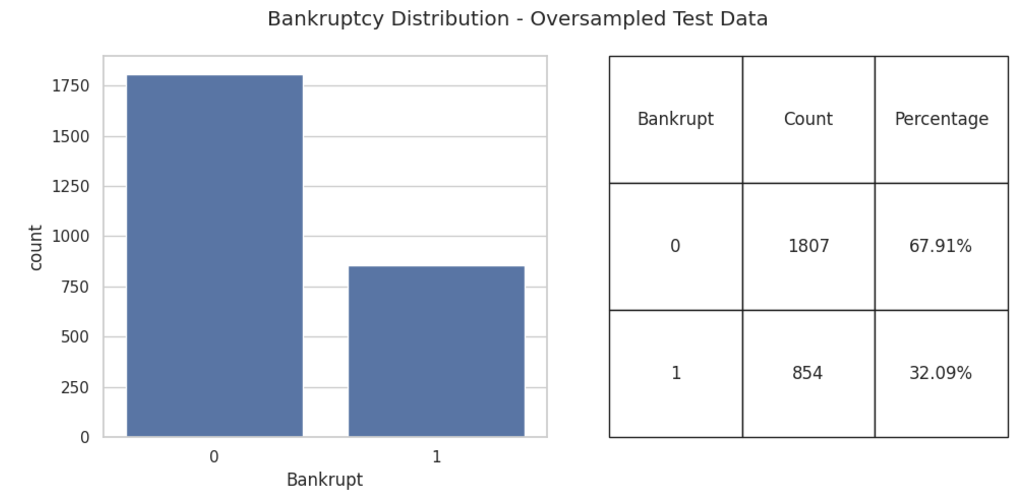 Bankruptcy Distribution - Oversampled Test Data
1750
1500
1250
1000
750
500
250
0
count
0 1
Bankrupt
Bankrupt Count Percentage
0 1807 67.91%
1 854 32.09%